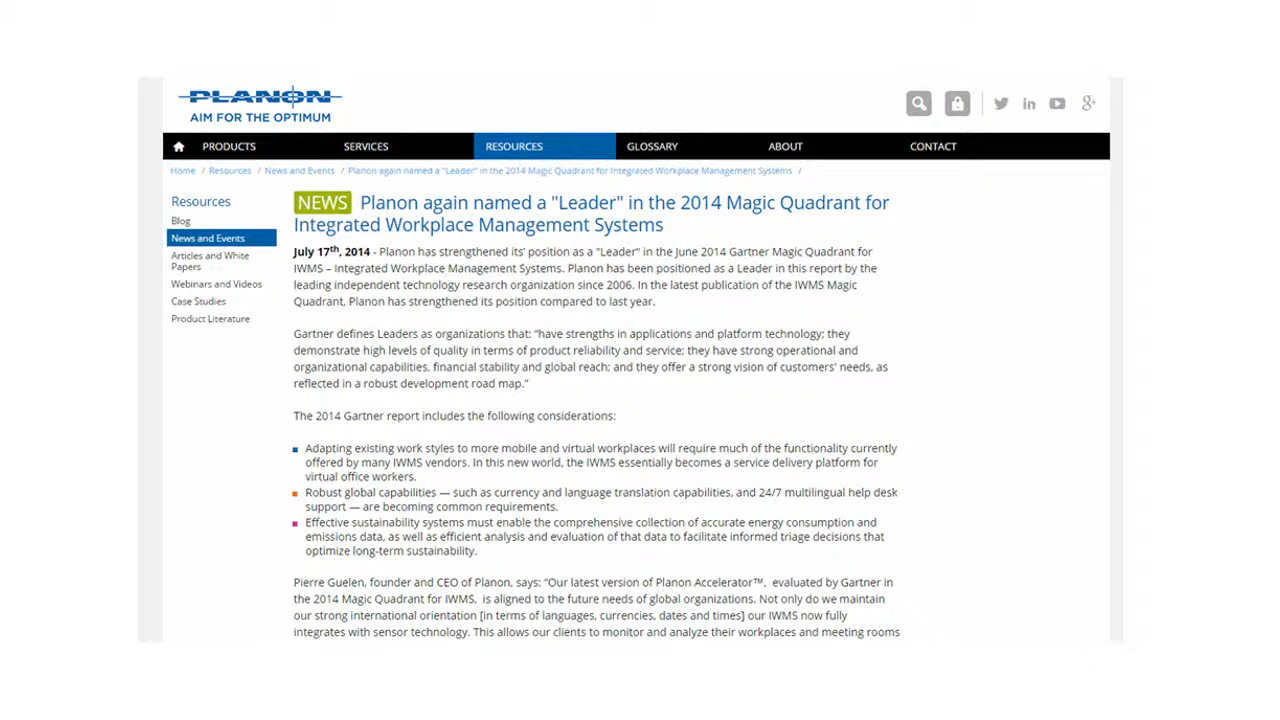 PLANON
AIM FOR THE OPTIMUM
PRODUCTS SERVICES RESOURCES GLOSSARY ABOUT CONTACT
Home / Resources / News and Events / Planon again named a "Leader" in the 2014 Magic Quadrant for Integrated Workplace Management Systems /
Resources
Blog
News and Events
Articles and White
Papers
Webinars and Videos
Case Studies
Product Literature
NEWS Planon again named a "Leader" in the 2014 Magic Quadrant for
Integrated Workplace Management Systems
July 17th, 2014 - Planon has strengthened its' position as a "Leader" in the June 2014 Gartner Magic Quadrant for
IWMS – Integrated Workplace Management Systems. Planon has been positioned as a Leader in this report by the
leading independent technology research organization since 2006. In the latest publication of the IWMS Magic
Quadrant, Planon has strengthened its position compared to last year.
Gartner defines Leaders as organizations that: “have strengths in applications and platform technology; they
demonstrate high levels of quality in terms of product reliability and service; they have strong operational and
organizational capabilities, financial stability and global reach; and they offer a strong vision of customers' needs, as
reflected in a robust development road map.”
The 2014 Gartner report includes the following considerations:
Adapting existing work styles to more mobile and virtual workplaces will require much of the functionality currently
offered by many IWMS vendors. In this new world, the IWMS essentially becomes a service delivery platform for
virtual office workers.
Robust global capabilities — such as currency and language translation capabilities, and 24/7 multilingual help desk
support — are becoming common requirements.
Effective sustainability systems must enable the comprehensive collection of accurate energy consumption and
emissions data, as well as efficient analysis and evaluation of that data to facilitate informed triage decisions that
optimize long-term sustainability.
Pierre Guelen, founder and CEO of Planon, says: “Our latest version of Planon Accelerator™, evaluated by Gartner in
the 2014 Magic Quadrant for IWMS, is aligned to the future needs of global organizations. Not only do we maintain
our strong international orientation [in terms of languages, currencies, dates and times] our IWMS now fully
integrates with sensor technology. This allows our clients to monitor and analyze their workplaces and meeting rooms